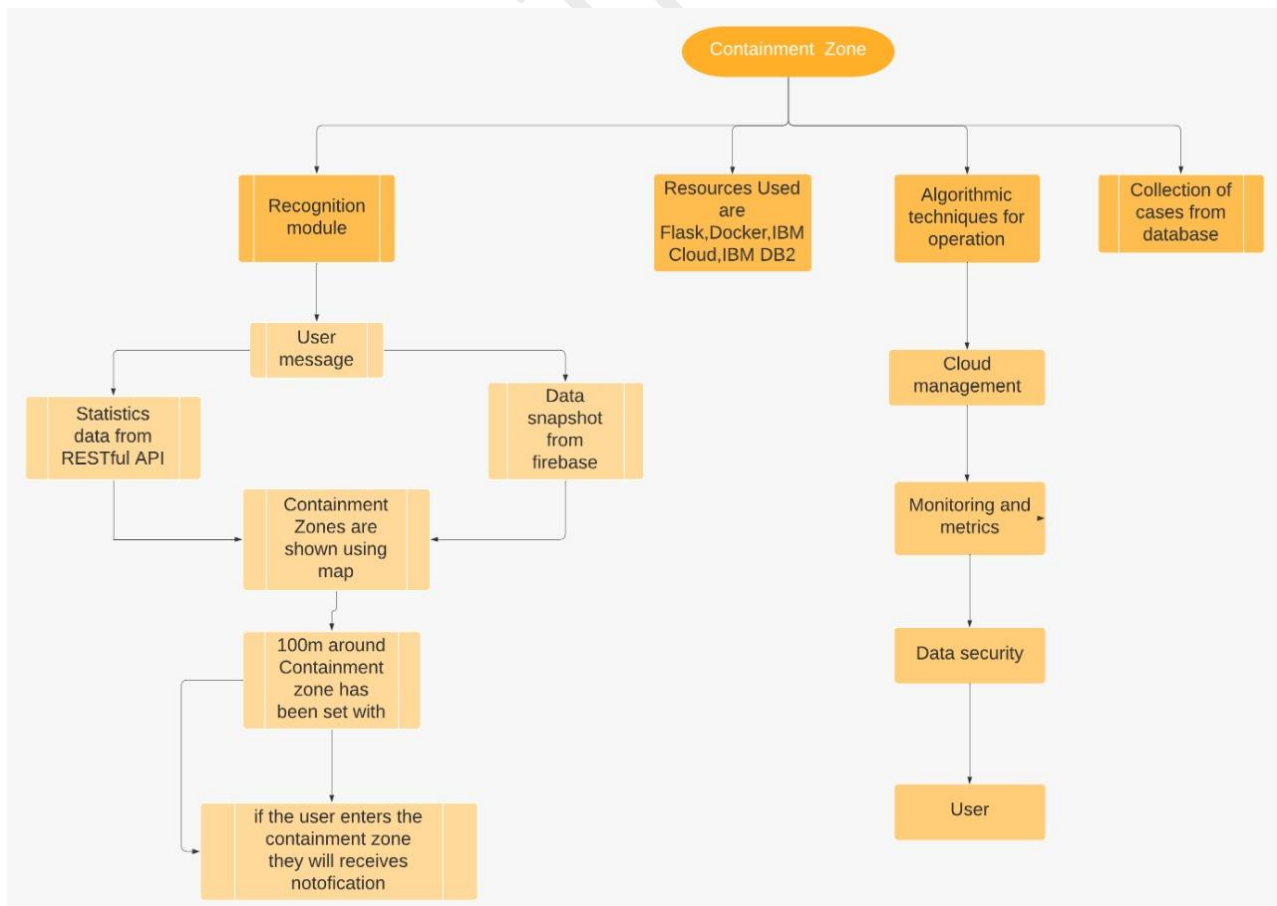 Containment Zone
Recognition
module
Resources Used
are
Flask,Docker,IBM
Cloud,IBM DB2
Algorithmic
techniques for
operation
Collection of
cases from
database
User
message
Statistics
data from
RESTful API
Data
snapshot
from
firebase
Containment
Zones are
shown using
map
100m around
Containment
zone has
been set with
if the user enters the
containment zone
they will receives
notofication
Cloud
management
Monitoring and
metrics
Data security
User